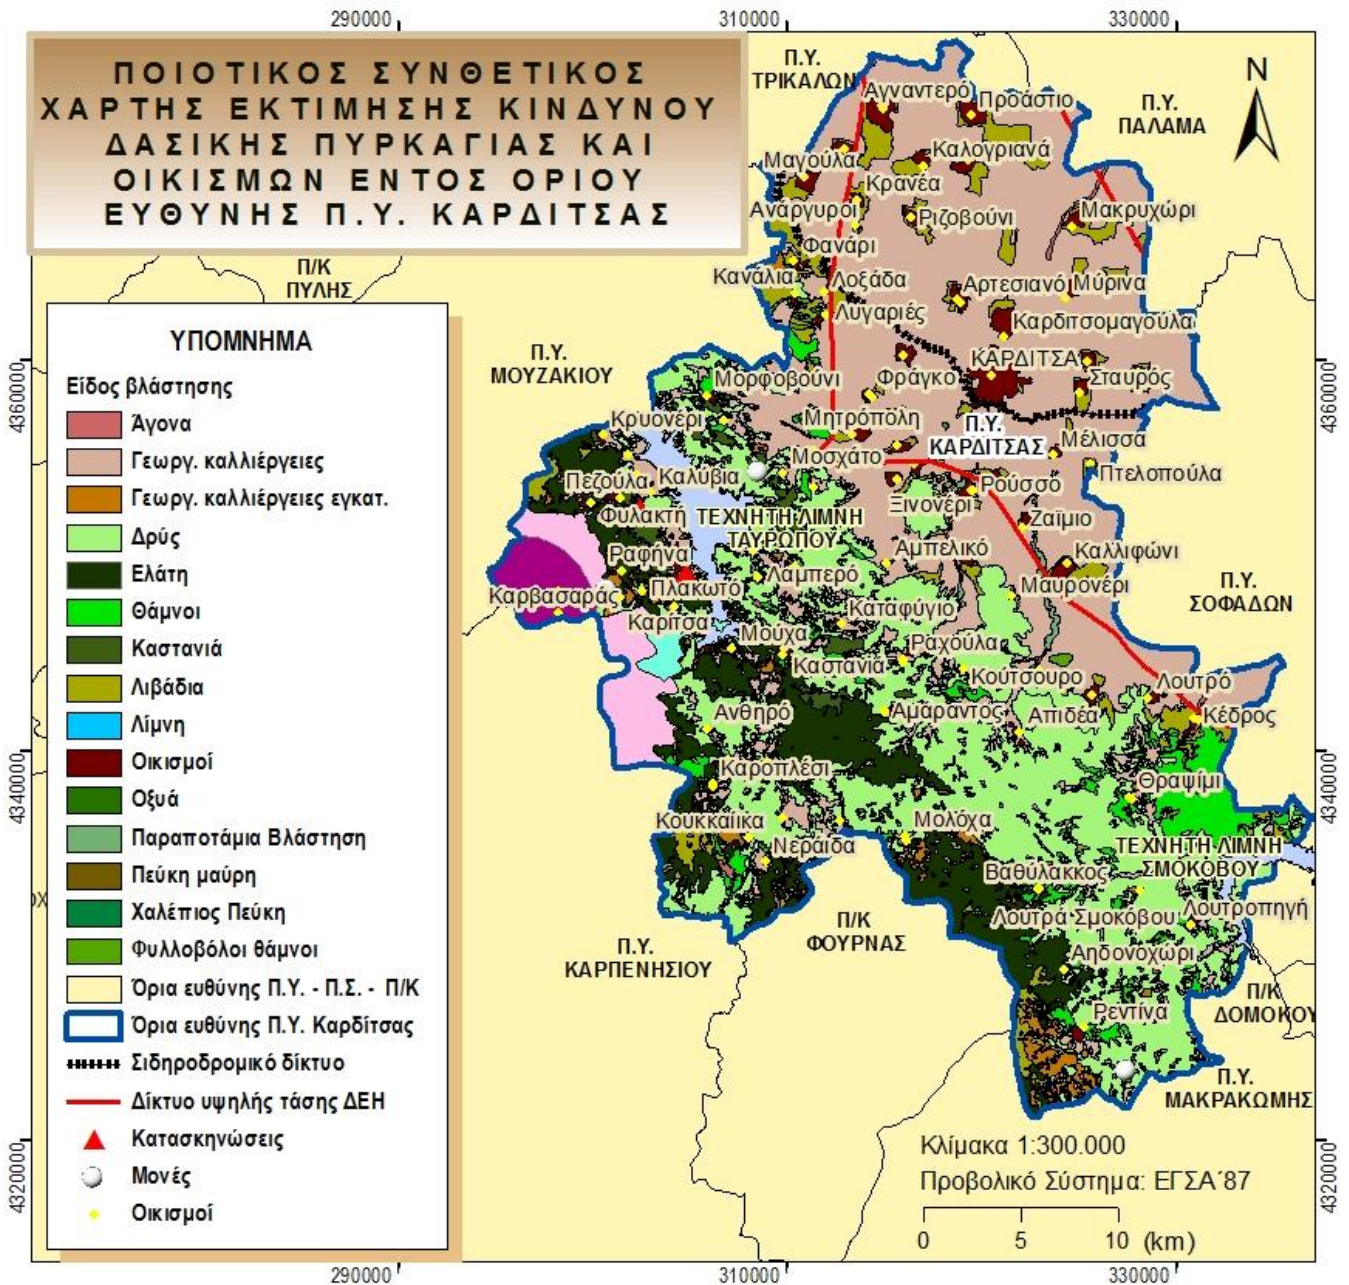 290000
310000
330000
ΠΟΙΟΤΙΚΟΣ ΣΥΝΘΕΤΙΚΟΣ
ΧΑΡΤΗΣ ΕΚΤΙΜΗΣΗΣ ΚΙΝΔΥΝΟΥ
ΔΑΣΙΚΗΣ ΠΥΡΚΑΓΙΑΣ ΚΑΙ
ΟΙΚΙΣΜΩΝ ΕΝΤΟΣ ΟΡΙΟΥ
ΕΥΘΥΝΗΣ Π.Υ. ΚΑΡΔΙΤΣΑΣ
Π.Υ.
ΤΡΙΚΑΛΩΝ
N
Αγναντερό
Προάστιο
Π.Υ.
ΠΑΛΑΜΑ
Μαγούλα
Καλογριανά
Κρανέα
Ανάργυροι
Ριζοβούνι
Μακρυχώρι
Φανάρι
Π/Κ
ΠΥΛΗΣ
Κανάλια
Λοξάδα
Αρτεσιανό
Μύρινα
Λυγαριές
Καρδιτσομαγούλα
Π.Υ.
ΜΟΥΖΑΚΙΟΥ
ΚΑΡΔΙΤΣΑ
Μορφοβούνι
Φράγκο
Σταυρός
Κρυονέρι
Μητρόπολη
Π.Υ.
ΚΑΡΔΙΤΣΑΣ
Μέλισσα
Μοσχάτο
Πτελοπούλα
Πεζούλα
Καλύβια
Ξινονέρι
Ρούσσο
Φυλακτή
ΤΕΧΝΗΤΗ ΛΙΜΝΗ
ΤΑΥΡΩΠΟΥ
Ζαΐμιο
Ραφήνα
Αμπελικό
Καλλιφώνι
Καρβασαράς
Πλακωτό
Λαμπερό
Μαυρονέρι
Π.Υ.
ΣΟΦΑΔΩΝ
Καρίτσα
Καταφύγιο
Μούχα
Ραχούλα
Καστανιά
Κούτσουρο
Λουτρό
Ανθηρό
Αμάραντος
Απιδέα
Κέδρος
Καροπλέσι
Θραψίμι
Κουκκαίικα
Μολόχα
Νεράιδα
ΤΕΧΝΗΤΗ ΛΙΜΝΗ
ΣΜΟΚΟΒΟΥ
Βαθύλακκος
Λουτρά Σμοκόβου
Λουτροπηγή
Π/Κ
ΦΟΥΡΝΑΣ
Π.Υ.
ΚΑΡΠΕΝΗΣΙΟΥ
Αηδονοχώρι
Π/Κ
ΔΟΜΟΚΟΥ
Ρεντίνα
Π.Υ.
ΜΑΚΡΑΚΩΜΗΣ
ΥΠΟΜΝΗΜΑ
Είδος βλάστησης
Άγονα
Γεωργ. καλλιέργειες
Γεωργ. καλλιέργειες εγκατ.
Δρύς
Ελάτη
Θάμνοι
Καστανιά
Λιβάδια
Λίμνη
Οικισμοί
Οξυά
Παραποτάμια Βλάστηση
Πεύκη μαύρη
Χαλέπιος Πεύκη
Φυλλοβόλοι θάμνοι
Όρια ευθύνης Π.Υ. - Π.Σ. - Π/Κ
Όρια ευθύνης Π.Υ. Καρδίτσας
Σιδηροδρομικό δίκτυο
Δίκτυο υψηλής τάσης ΔΕΗ
Κατασκηνώσεις
Μονές
Οικισμοί
Κλίμακα 1:300.000
Προβολικό Σύστημα: ΕΓΣΑ΄87
0 5 10 (km)
4360000
4340000
4320000
4360000
4340000
4320000
290000
310000
330000